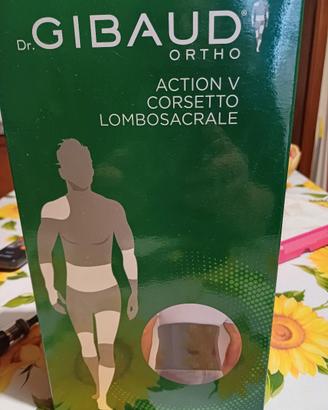 Dr. GIBAUD®
ORTHO
ACTION V
CORSETTO
LOMBOSACRALE